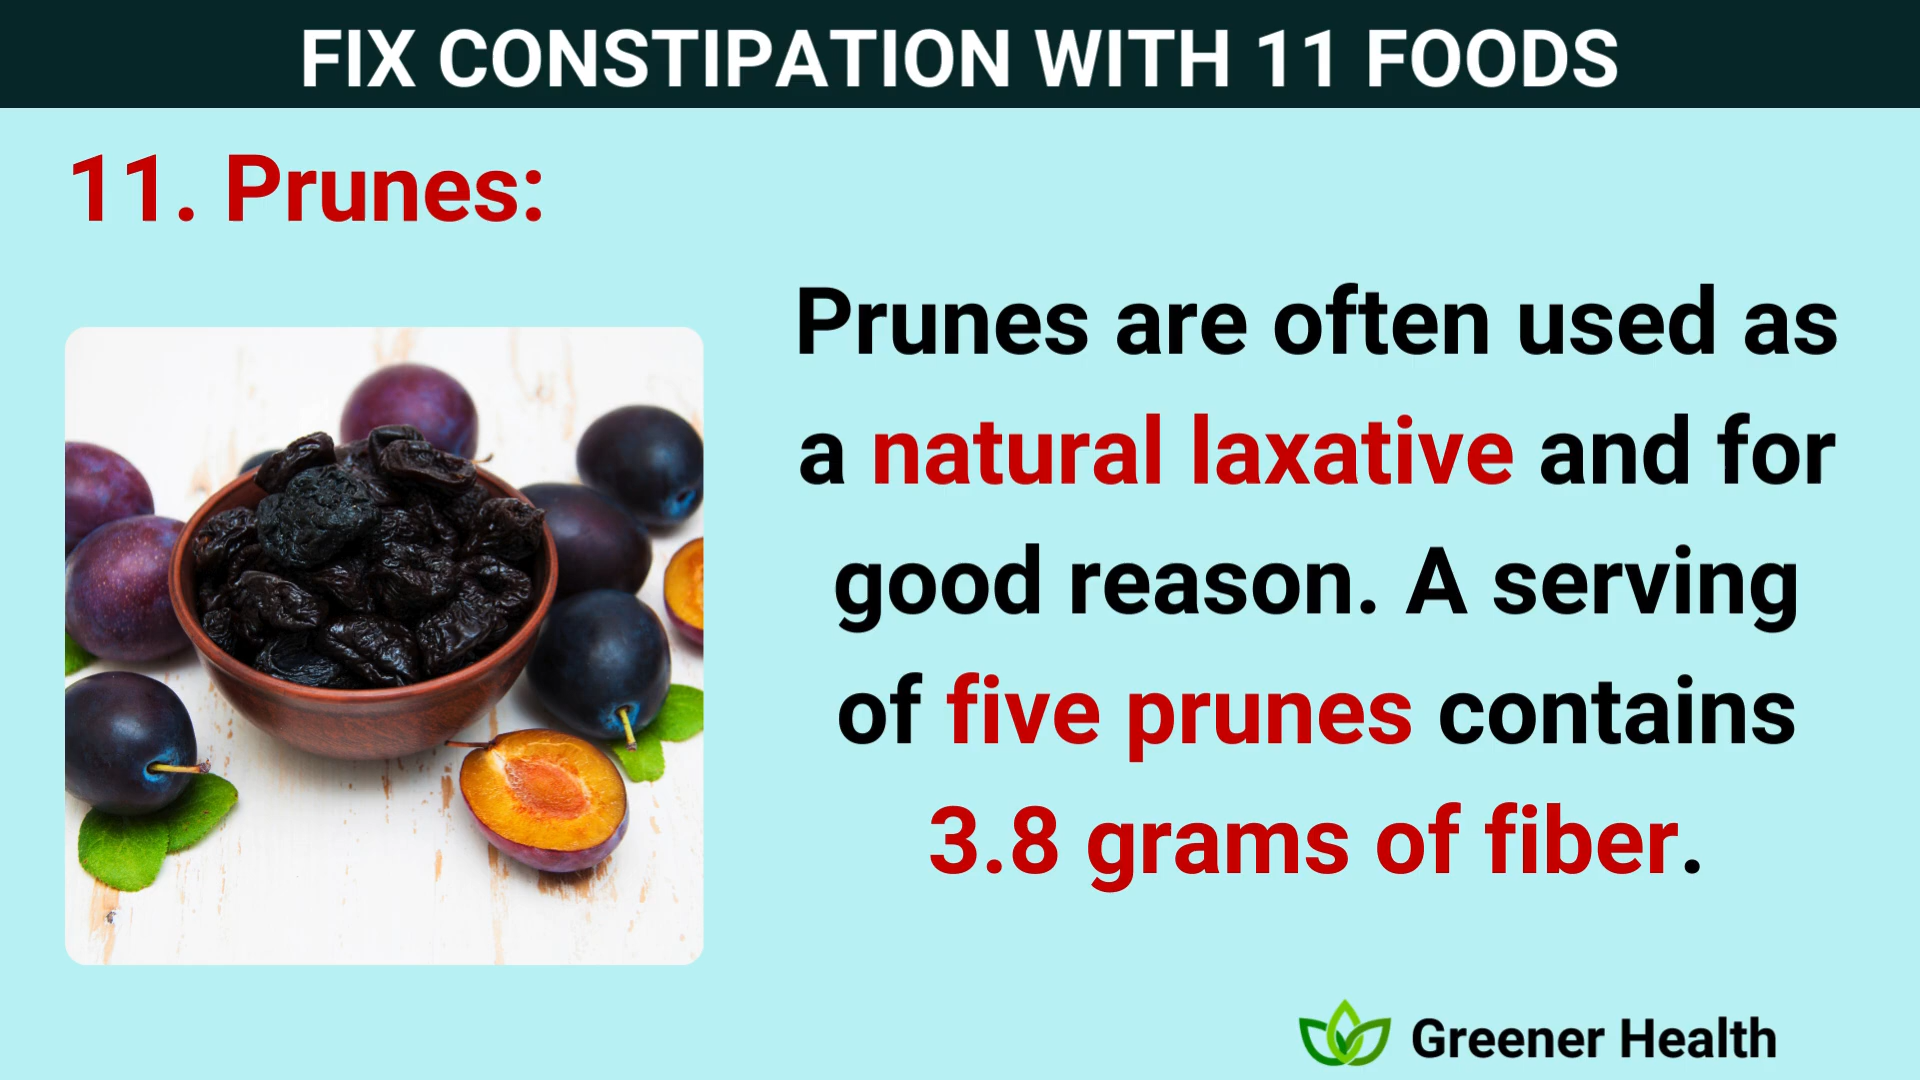 FIX CONSTIPATION WITH 11 FOODS
11. Prunes:
Prunes are often used as
a natural laxative and for
good reason. A serving
of five prunes contains
3.8 grams of fiber.
Greener Health